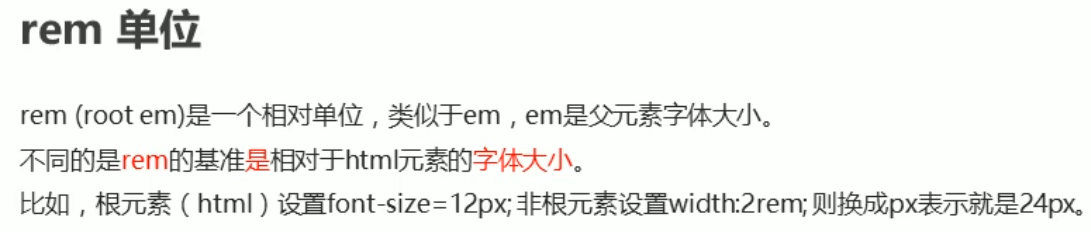 rem 单位
rem (root em)是一个相对单位，类似于em，em是父元素字体大小。
不同的是rem的基准是相对于html元素的字体大小。
比如，根元素（html）设置font-size=12px; 非根元素设置width:2rem; 则换成px表示就是24px。